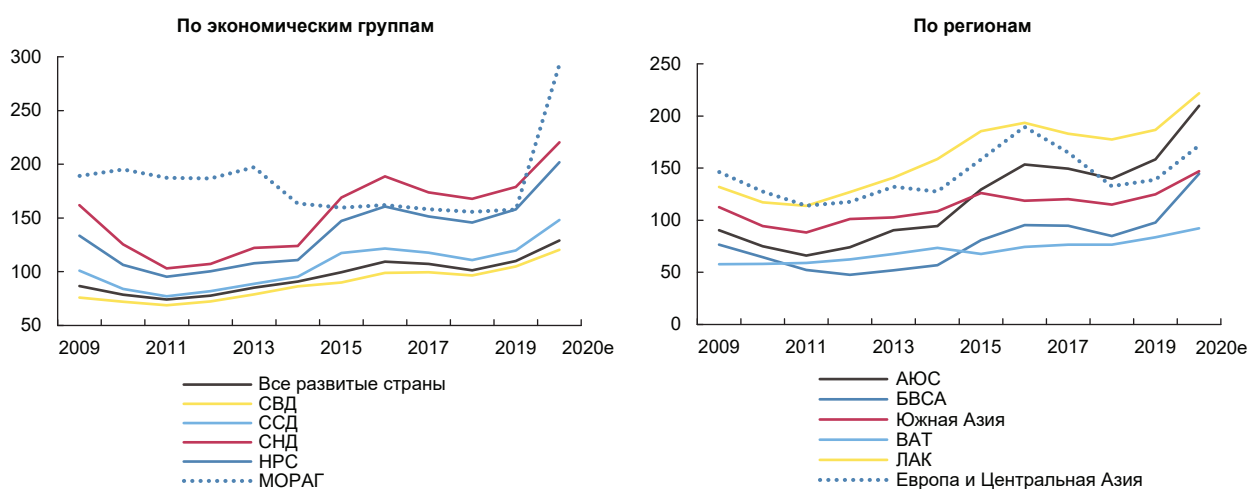 По экономическим группам
300
250
200
150
100
50
2009 2011 2013 2015 2017 2019 2020e
Все развитые страны
СВД
ССД
СНД
НРС
МОРАГ
По регионам
250
200
150
100
50
0
2009 2011 2013 2015 2017 2019 2020e
АЮС
БВСА
Южная Азия
ВАТ
ЛАК
Европа и Центральная Азия